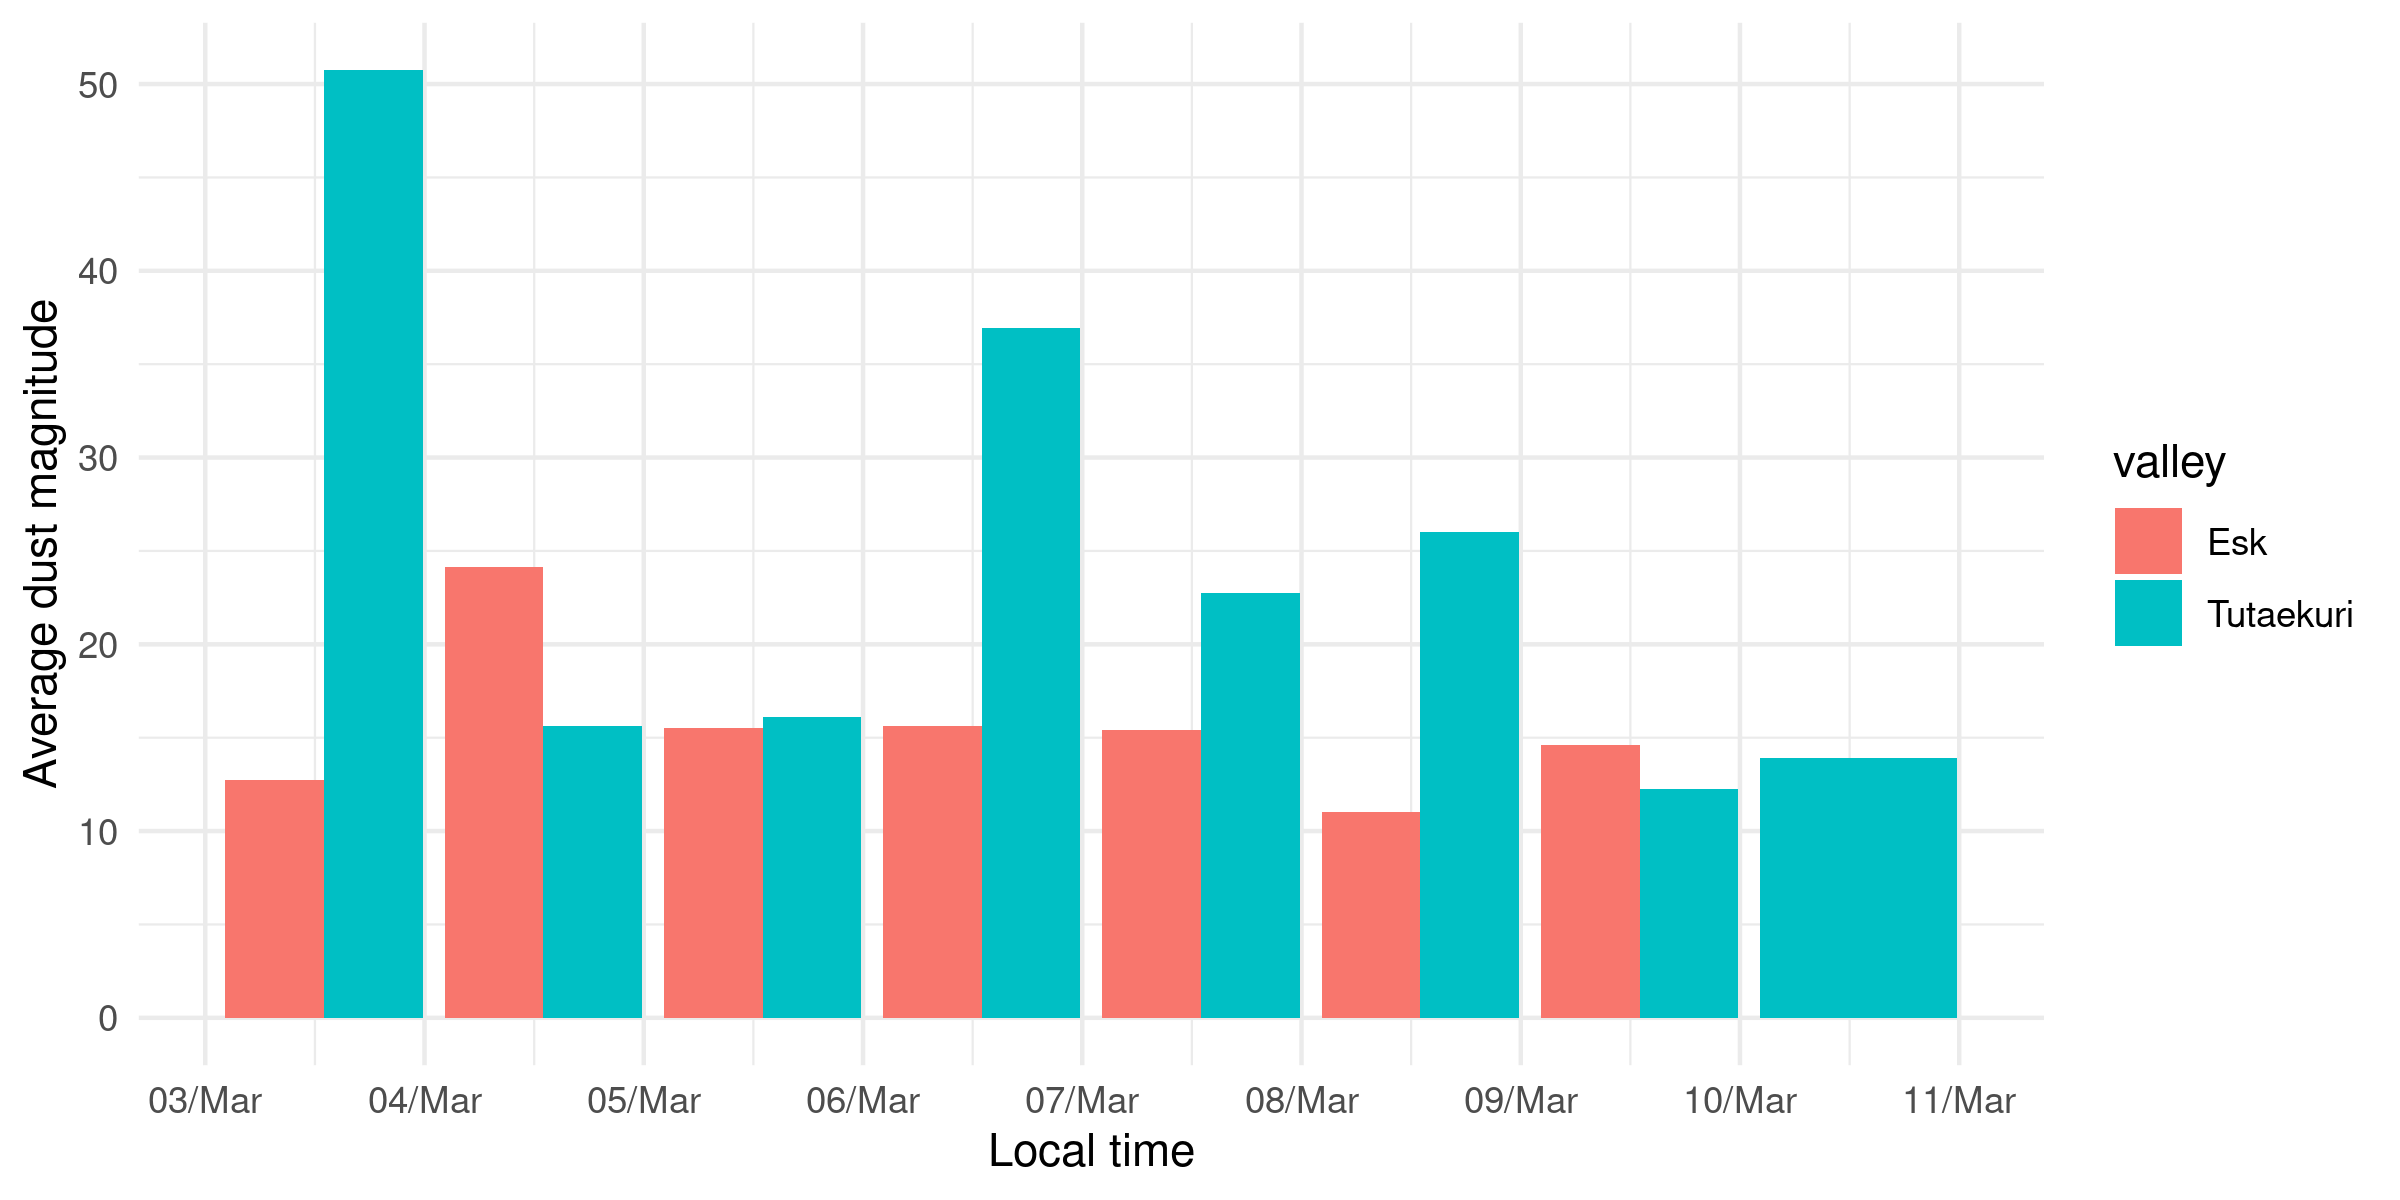 Average dust magnitude
50
40
30
20
10
0
03/Mar 04/Mar 05/Mar 06/Mar 07/Mar 08/Mar 09/Mar 10/Mar 11/Mar
Local time
valley
Esk
Tutaekuri